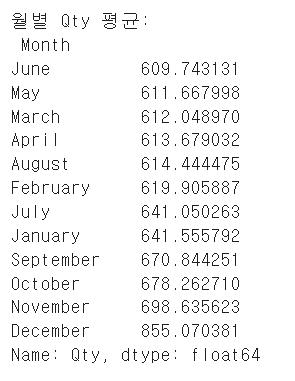 월별 Qty 평균:
 Month
June         609.743131
May          611.667998
March        612.048970
April        613.679032
August       614.444475
February     619.905887
July         641.050263
January      641.555792
September    670.844251
October      678.262710
November     698.635623
December     855.070381
Name: Qty, dtype: float64